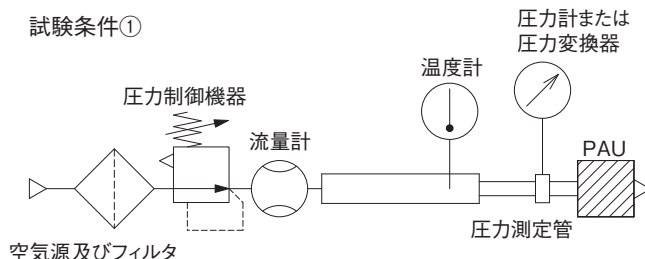 試験条件①
圧力計または
圧力変換器
温度計
圧力制御機器
流量計
PAU
圧力測定管
空気源及びフィルタ